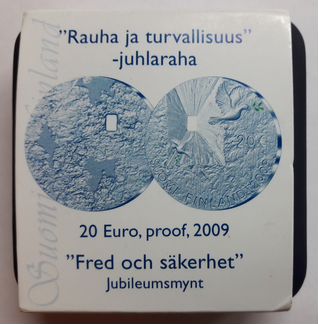 "Rauha ja turvallisuus"
-juhlaraha
20 Euro, proof, 2009
"Fred och säkerhet"
Jubileumsmynt